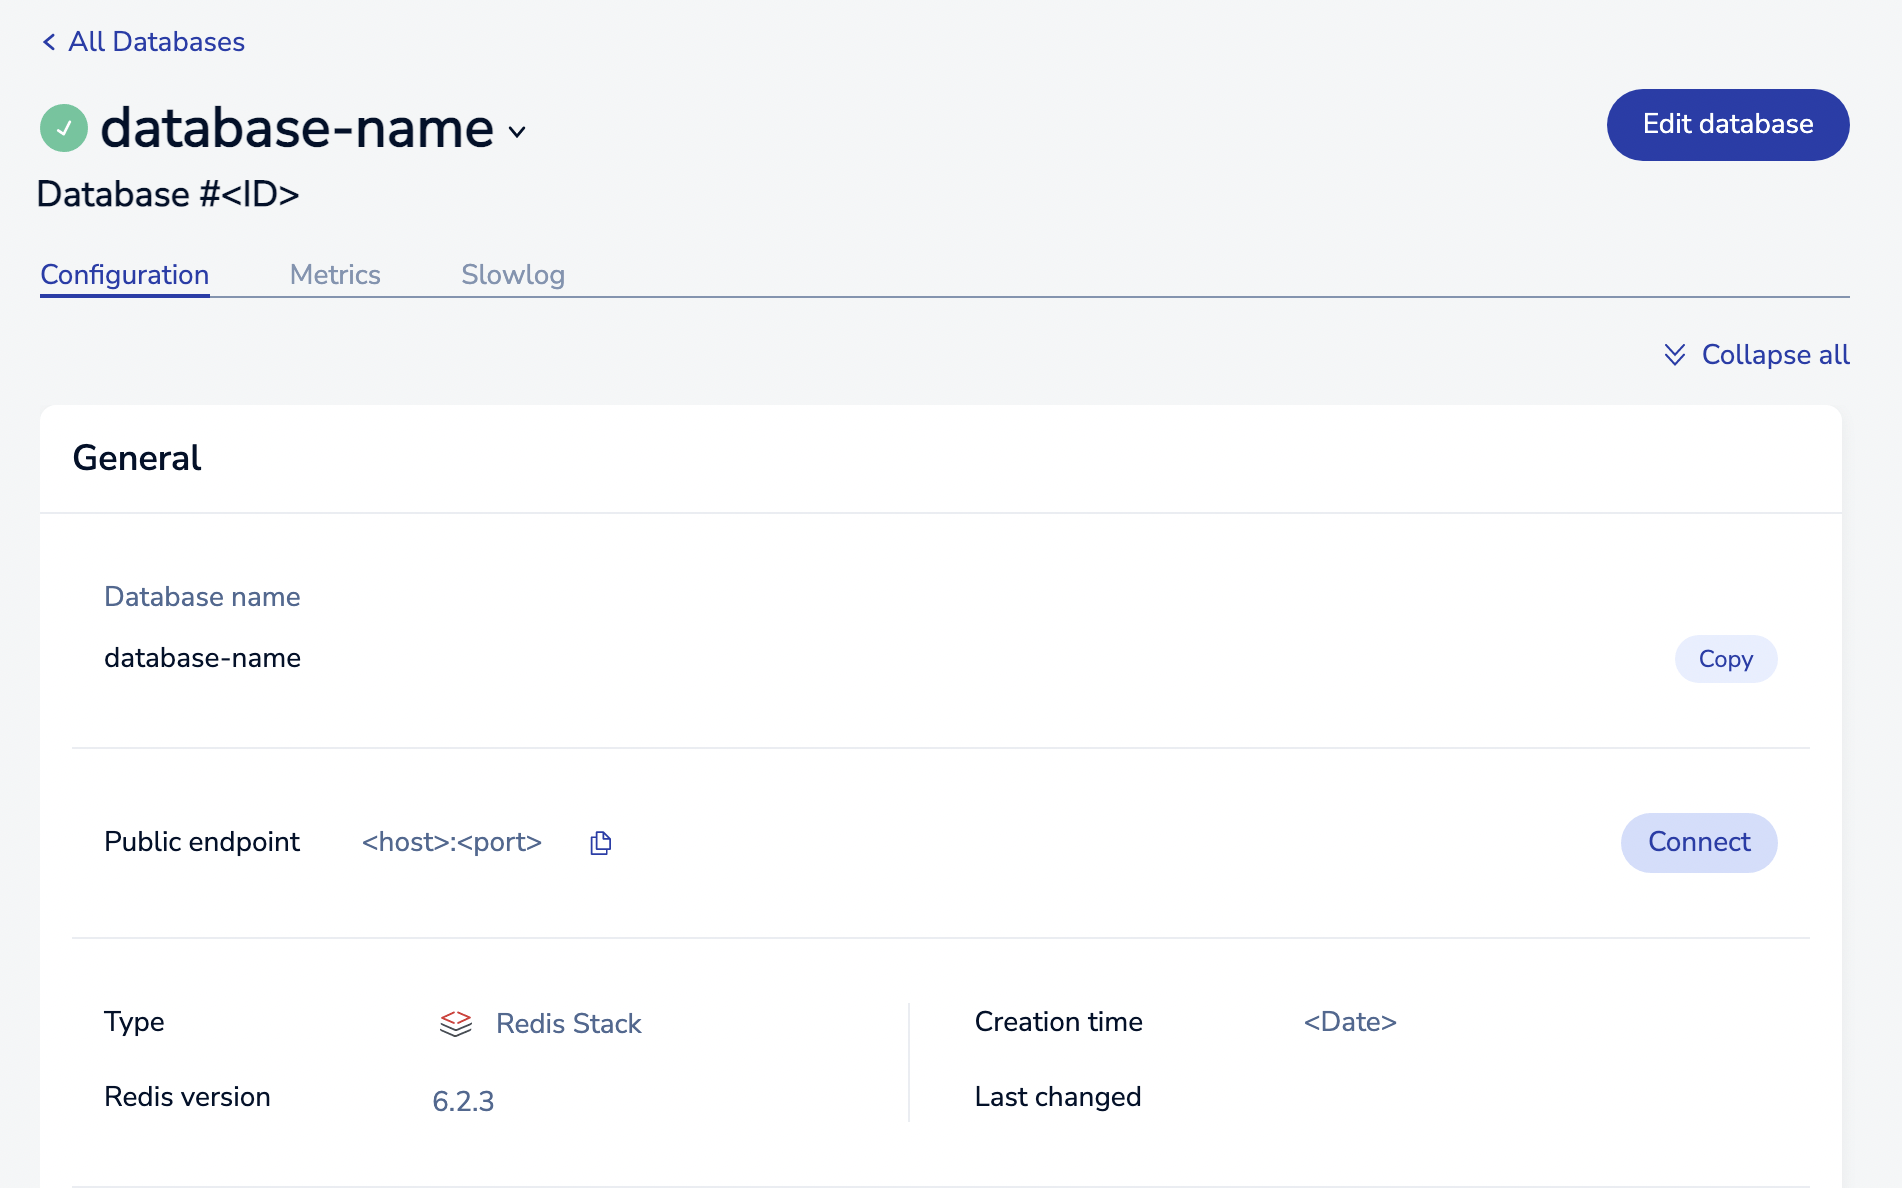 All Databases
database-name
Edit database
Database #<ID>
Configuration Metrics Slowlog
Collapse all
General
Database name
database-name
Copy
Public endpoint <host>:<port>
Connect
Type Redis Stack
Creation time <Date>
Redis version 6.2.3
Last changed